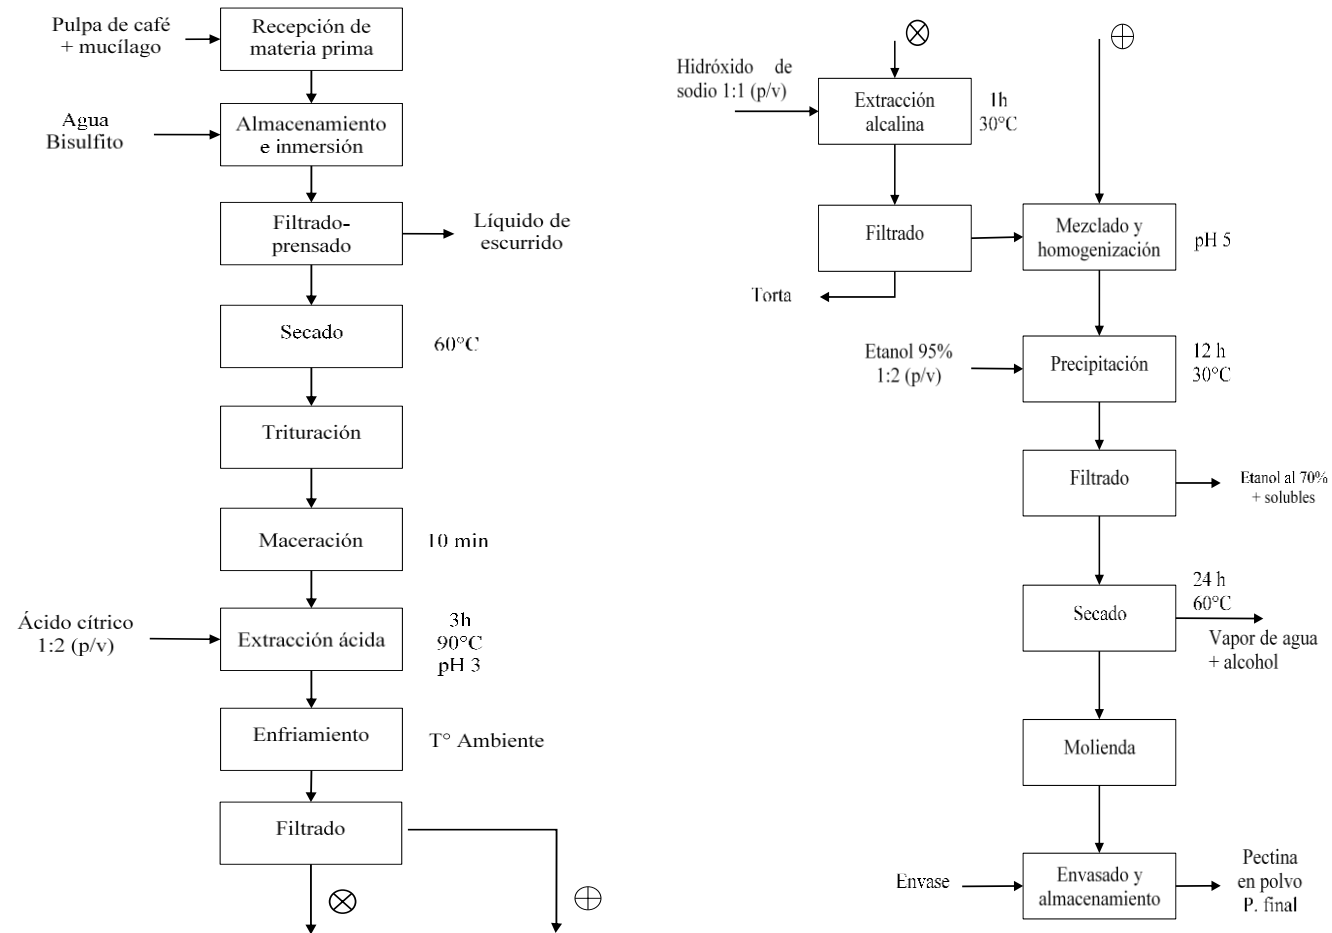 Pulpa de café
+ mucílago
Recepción de
materia prima
Agua
Bisulfito
Almacenamiento
e inmersión
Filtrado-
prensado
Líquido de
escurrido
Secado
60°C
Trituración
Maceración
10 min
Ácido cítrico
1:2 (p/v)
Extracción ácida
3h
90°C
pH 3
Enfriamiento
T° Ambiente
Filtrado
Hidróxido de
sodio 1:1 (p/v)
Extracción
alcalina
1h
30°C
Filtrado
Torta
Mezclado y
homogenización
pH 5
Etanol 95%
1:2 (p/v)
Precipitación
12 h
30°C
Filtrado
Etanol al 70%
+ solubles
Secado
24 h
60°C
Vapor de agua
+ alcohol
Molienda
Envase
Envasado y
almacenamiento
Pectina
en polvo
P. final